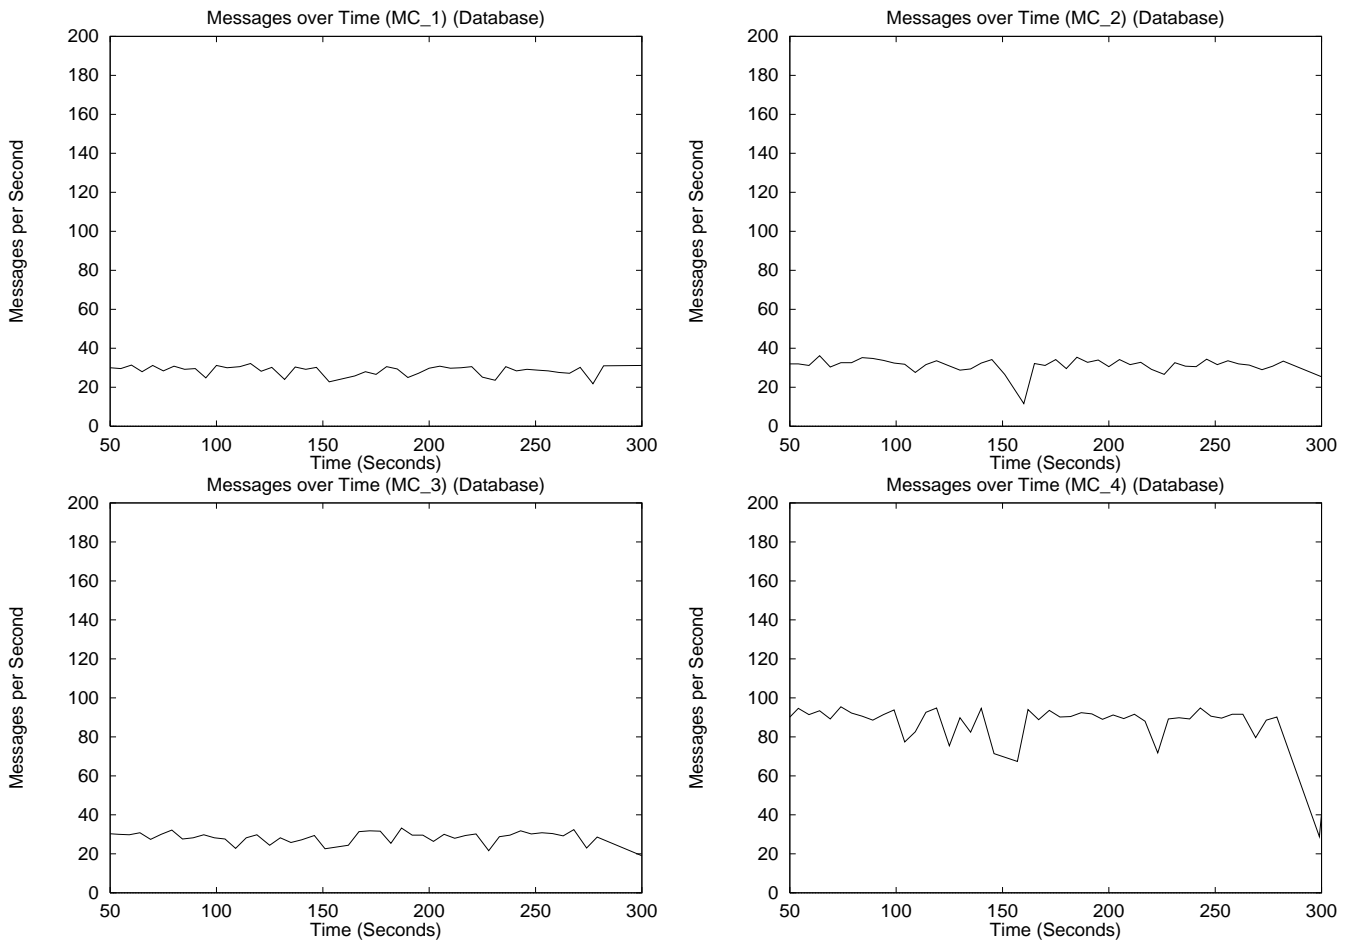 Messages over Time (MC_1) (Database)
200
180
160
140
120
100
80
60
40
20
0
Messages per Second
50 100 150 200 250 300
Time (Seconds)
Messages over Time (MC_2) (Database)
200
180
160
140
120
100
80
60
40
20
0
Messages per Second
50 100 150 200 250 300
Time (Seconds)
Messages over Time (MC_3) (Database)
200
180
160
140
120
100
80
60
40
20
0
Messages per Second
50 100 150 200 250 300
Time (Seconds)
Messages over Time (MC_4) (Database)
200
180
160
140
120
100
80
60
40
20
0
Messages per Second
50 100 150 200 250 300
Time (Seconds)